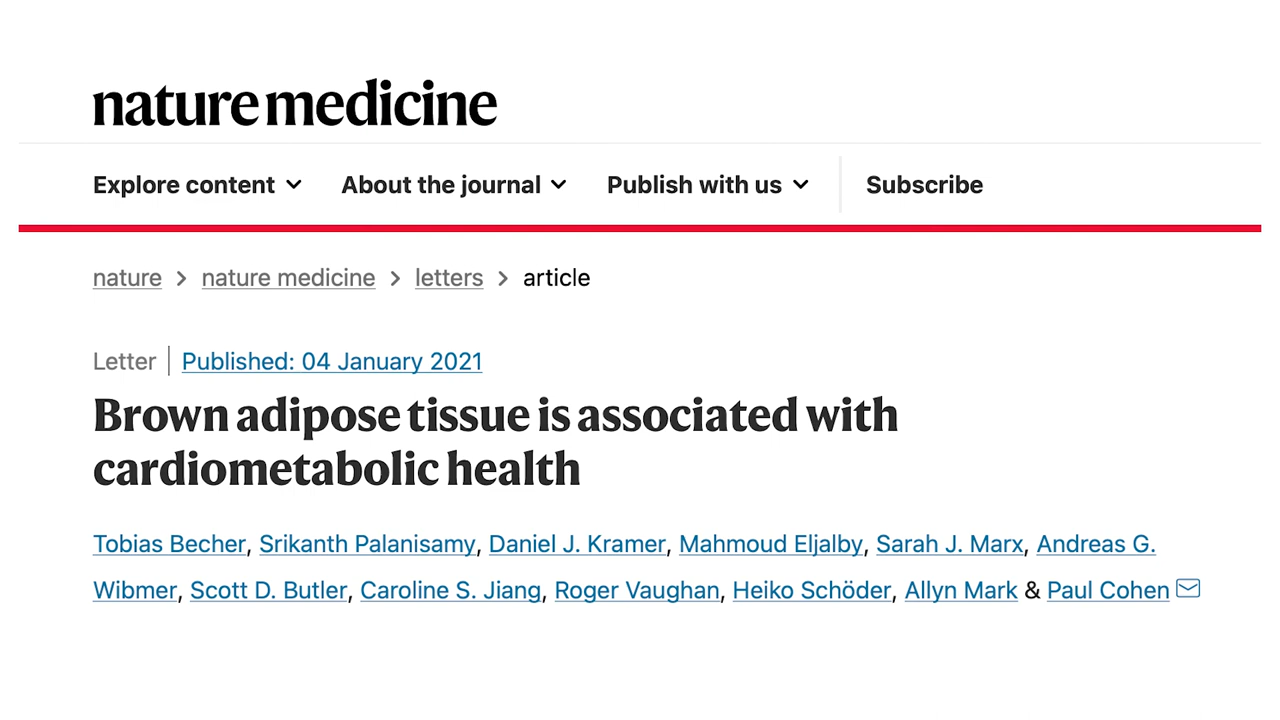 nature medicine
Explore content About the journal Publish with us Subscribe
nature > nature medicine > letters > article
Letter | Published: 04 January 2021
Brown adipose tissue is associated with
cardiometabolic health
Tobias Becher, Srikanth Palanisamy, Daniel J. Kramer, Mahmoud Eljalby, Sarah J. Marx, Andreas G.
Wibmer, Scott D. Butler, Caroline S. Jiang, Roger Vaughan, Heiko Schöder, Allyn Mark & Paul Cohen